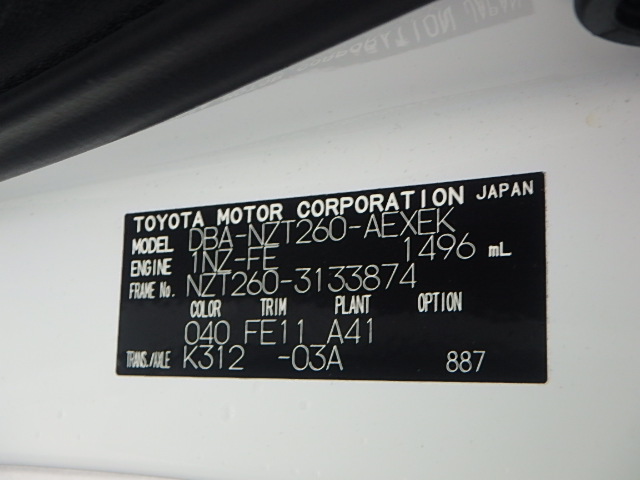 TOYOTA MOTOR CORPORATION JAPAN
MODEL DBA-NZT260-AEXEK
ENGINE 1NZ-FE 1496 mL
FRAME No. NZT260-3133874
COLOR TRIM PLANT OPTION
040 FE11 A41
TRANS./AXLE K312 -03A 887